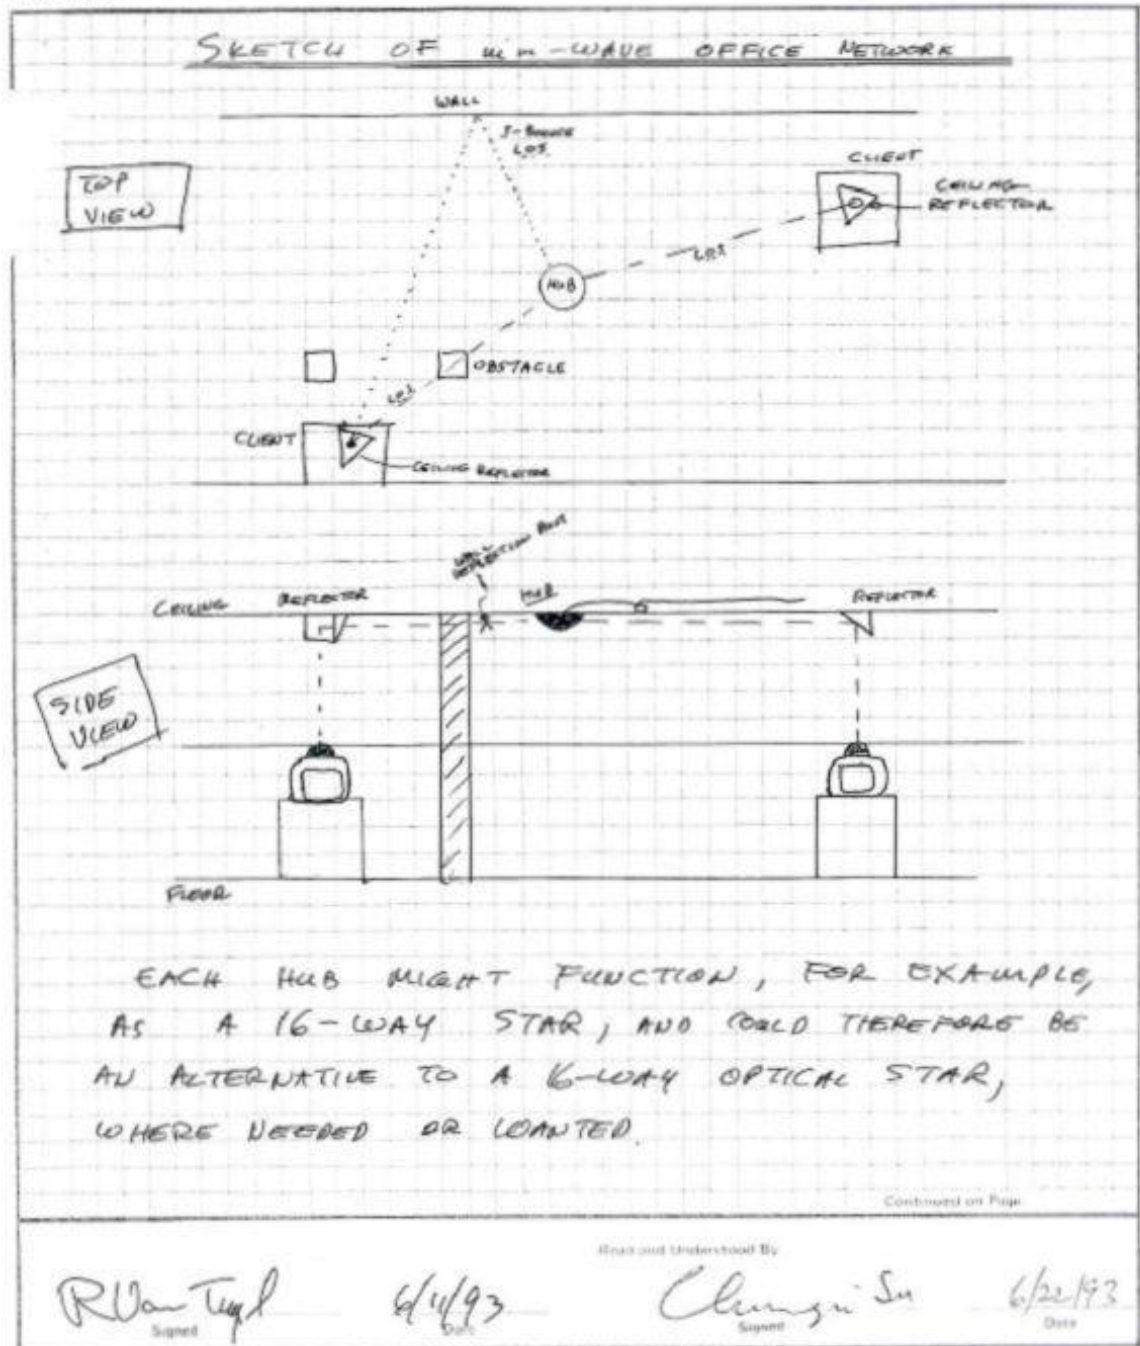 SKETCH OF mm-WAVE OFFICE NETWORK
WALL
1-BOUNCE
LOS
TOP
VIEW
CLIENT
CEILING
REFLECTOR
LOS
HUB
OBSTACLE
LOS
CLIENT
CEILING REFLECTOR
WALL
REFLECTION POINT
CEILING
REFLECTOR
HUB
REFLECTOR
SIDE
VIEW
FLOOR
EACH HUB MIGHT FUNCTION, FOR EXAMPLE,
AS A 16-WAY STAR, AND COULD THEREFORE BE
AN ALTERNATIVE TO A 16-WAY OPTICAL STAR,
WHERE NEEDED OR WANTED.
Continued on Page
Read and Understood By
R Van Tuyl 6/11/93 6/22/93
Signed Date Signed Date